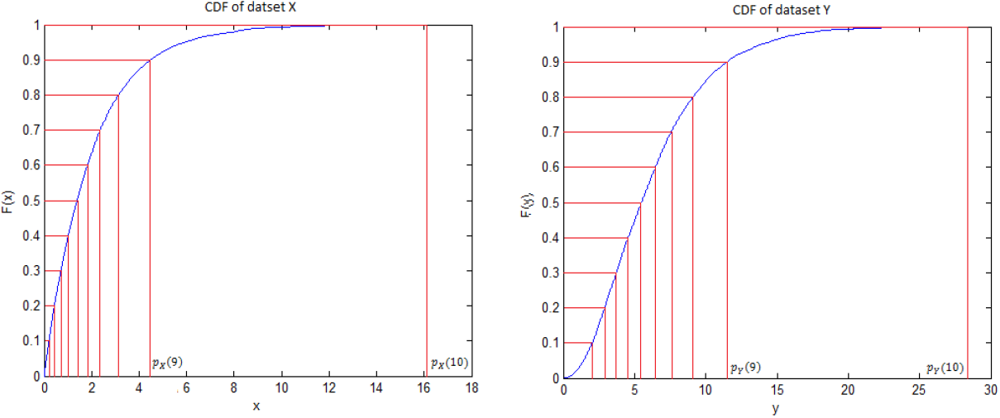 CDF of datset X
1
0.9
0.8
0.7
0.6
0.5
0.4
0.3
0.2
0.1
0
F(x)
p_X(9)
p_X(10)
0 2 4 6 8 10 12 14 16 18
x
CDF of dataset Y
1
0.9
0.8
0.7
0.6
0.5
0.4
0.3
0.2
0.1
0
F(y)
p_Y(9)
p_Y(10)
0 5 10 15 20 25 30
y